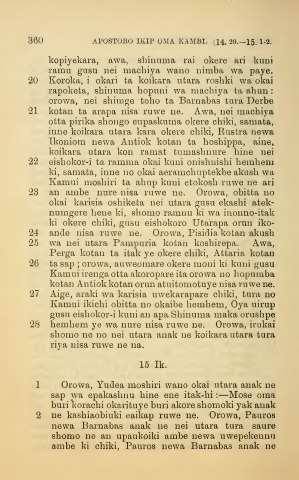 360 APOSTORO IKIP OMA KAMBI. [14. 20.—15. 1-2.
kopiyekara, awa, shinuma rai okere ari kuni
ramu gusu nei machiya wano nimba wa paye.
20 Koroka, i okari ta koikara utara roshki wa okai
rapoketa, shinuma hopuni wa machiya ta ahun:
orowa, nei shimge toho ta Barnabas tura Derbe
21 kotan ta arapa nisa ruwe ne. Awa, nei machiya
otta pirika shongo eupaskuma okere chiki, samata,
inne koikara utara kara okere chiki, Rustra newa
Ikoniom newa Antiok kotan ta hoshippa, aine,
koikara utara kon ramat tumashnure hine nei
22 eishokor-i ta ramma okai kuni onishnishi hemhem
ki, samata, inne no okai aeramchuptekbe akush wa
Kamui moshiri ta ahup kuni etokosh ruwe ne ari
23 an ambe nure nisa ruwe ne. Orowa, obitta no
okai karisia oshiketa nei utara gusu ekashi atek-
numgere hene ki, shomo ramnu ki wa inonno-itak
ki okere chiki, gusu eishokoro Utarapa orun iko-
24 ande nisa ruwe ne. Orowa, Pisidia kotan akush
25 wa nei utara Pampuria kotan koshirepa. Awa,
Perga kotan ta itak ye okere chiki, Attaria kotan
26 ta sap; orowa, auweomare okere moni ki kuni gusu
Kamui irenga otta akoropare ita orowa no hopumba
kotan Antiok kotan orun atuitomotuye nisa ruwe ne.
27 Aige, araki wa karisia uwekarapare chiki, tura no
Kamui ikichi obitta no okaibe hemhem, Oya utrup
gusu eishokor-i kuni an apa Shinuma maka orushpe
28 hemhem ye wa nure nisa ruwe ne. Orowa, irukai
shomo ne no nei utara anak ne koikara utara tura
riya nisa ruwe ne na.
15 Ik.
1 Orowa, Yudea moshiri wano okai utara anak ne
sap wa epakashnu hine ene itak-hi:—Mose oma
buri korachi okarituye buri akore shomoki yak anak
2 ne kashiaobiuki eaikap ruwe ne. Orowa, Pauros
newa Barnabas anak ne nei utara tura saure
shomo ne an upaukoiki ambe newa uwepekennu
ambe ki chiki, Pauros newa Barnabas anak ne